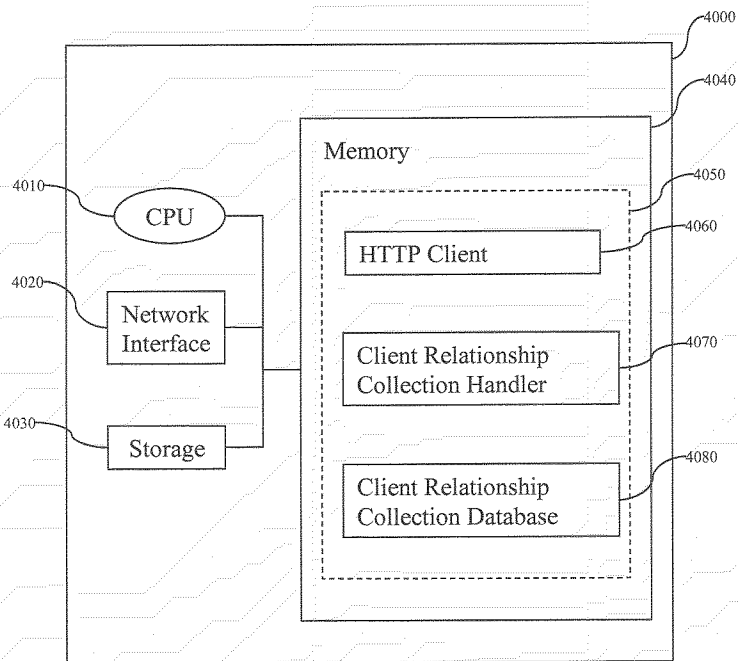 4000
4040
Memory
4050
4010
CPU
4060
HTTP Client
4020
Network
Interface
4070
Client Relationship
Collection Handler
4030
Storage
4080
Client Relationship
Collection Database